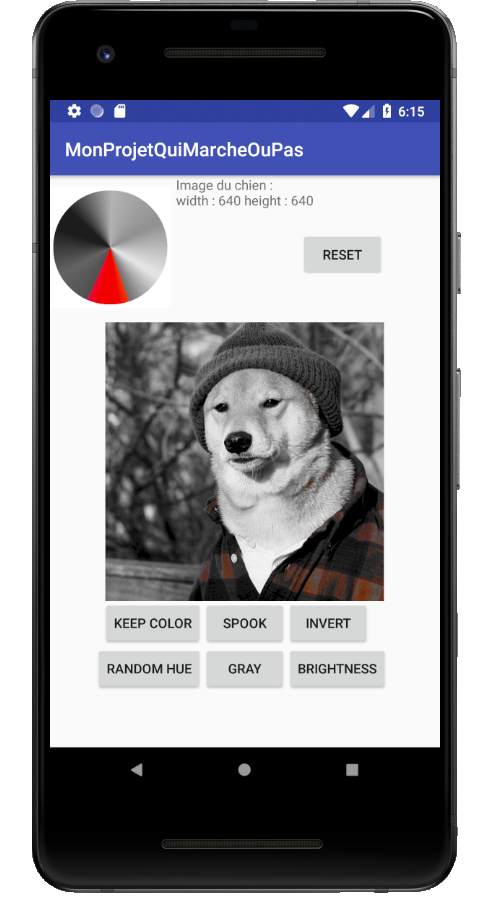 6:15
MonProjetQuiMarcheOuPas
Image du chien :
width : 640 height : 640
RESET
KEEP COLOR SPOOK INVERT
RANDOM HUE GRAY BRIGHTNESS